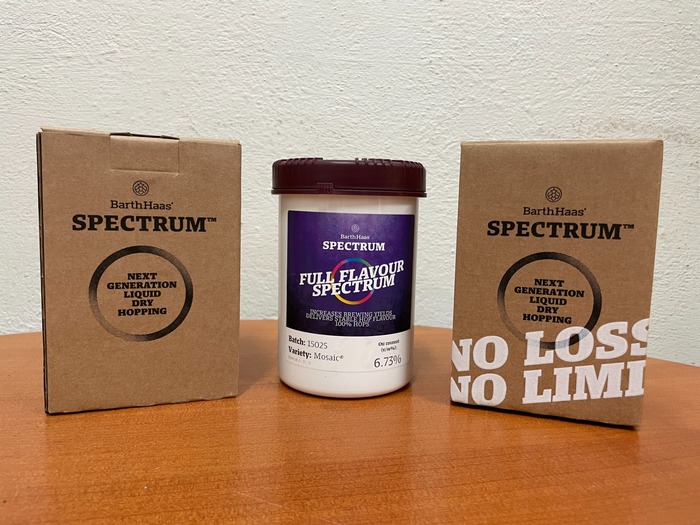 BarthHaas®
SPECTRUM™
NEXT
GENERATION
LIQUID
DRY
HOPPING
BarthHaas®
SPECTRUM
FULL FLAVOUR
SPECTRUM
INCREASES BREWING YIELDS
DELIVERS STABLE HOP FLAVOUR
100% HOPS
Batch: 15025
Variety: Mosaic®
Oil content
(v/w%)
6.73%
BarthHaas®
SPECTRUM™
NEXT
GENERATION
LIQUID
DRY
HOPPING
NO LOSS
NO LIMI